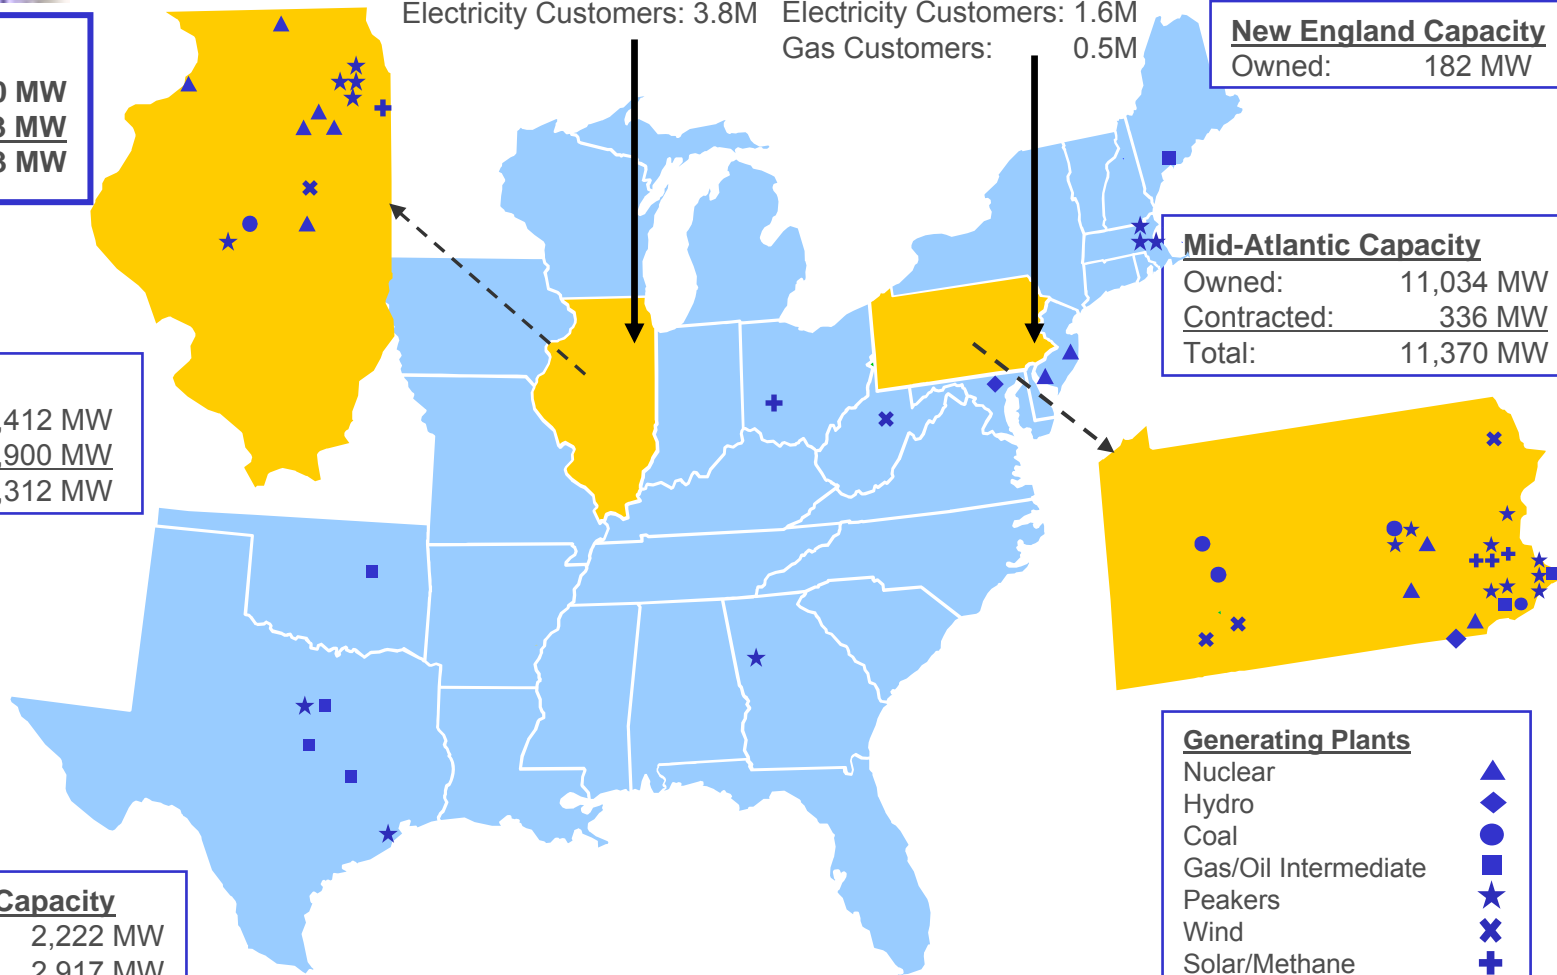 Electricity Customers: 3.8M
Electricity Customers: 1.6M
Gas Customers: 0.5M
New England Capacity
Owned: 182 MW
MW
MW
MW
Mid-Atlantic Capacity
Owned: 11,034 MW
Contracted: 336 MW
Total: 11,370 MW
,412 MW
,900 MW
,312 MW
Generating Plants
Nuclear
Hydro
Coal
Gas/Oil Intermediate
Peakers
Wind
Solar/Methane
Capacity
2,222 MW
2,917 MW